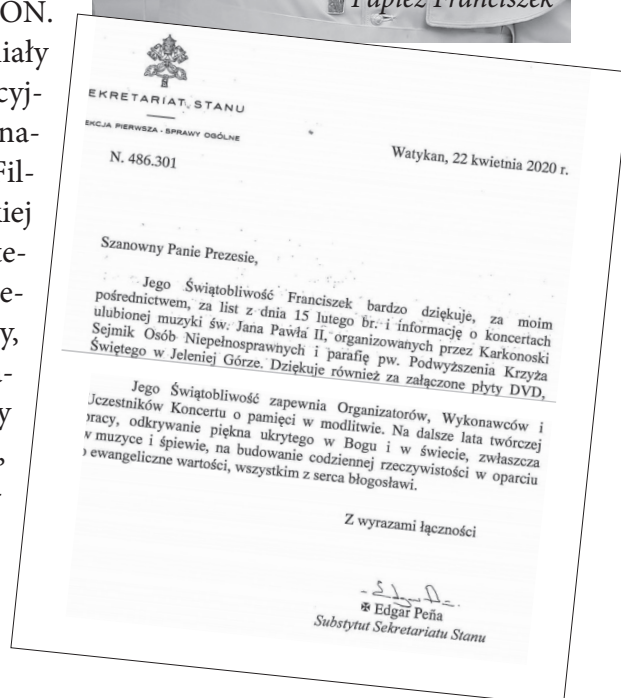 ON.
iały
cyj-
na-
Fil-
kiej
te-
e-
y,
y
,
Papież Franciszek
EKRETARIAT STANU
EKCJA PIERWSZA - SPRAWY OGÓLNE
N. 486.301
Watykan, 22 kwietnia 2020 r.
Szanowny Panie Prezesie,
Jego Świątobliwość Franciszek bardzo dziękuje, za moim
pośrednictwem, za list z dnia 15 lutego br. i informację o koncertach
ulubionej muzyki św. Jana Pawła II, organizowanych przez Karkonoski
Sejmik Osób Niepełnosprawnych i parafię pw. Podwyższenia Krzyża
Świętego w Jeleniej Górze. Dziękuje również za załączone płyty DVD,
Jego Świątobliwość zapewnia Organizatorów, Wykonawców i
Uczestników Koncertu o pamięci w modlitwie. Na dalsze lata twórczej
pracy, odkrywanie piękna ukrytego w Bogu i w świecie, zwłaszcza
w muzyce i śpiewie, na budowanie codziennej rzeczywistości w oparciu
o ewangeliczne wartości, wszystkim z serca błogosławi.
Z wyrazami łączności
✠ Edgar Peña
Substytut Sekretariatu Stanu